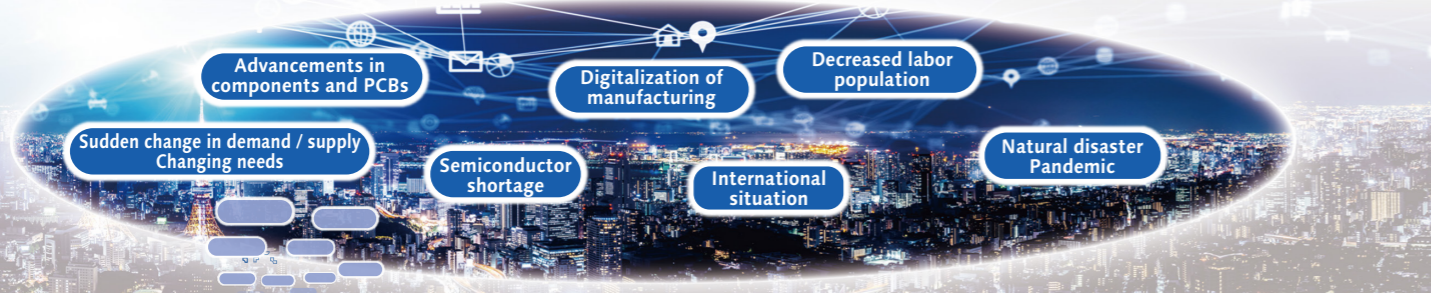 Advancements in
components and PCBs
Digitalization of
manufacturing
Decreased labor
population
Sudden change in demand / supply
Changing needs
Semiconductor
shortage
International
situation
Natural disaster
Pandemic